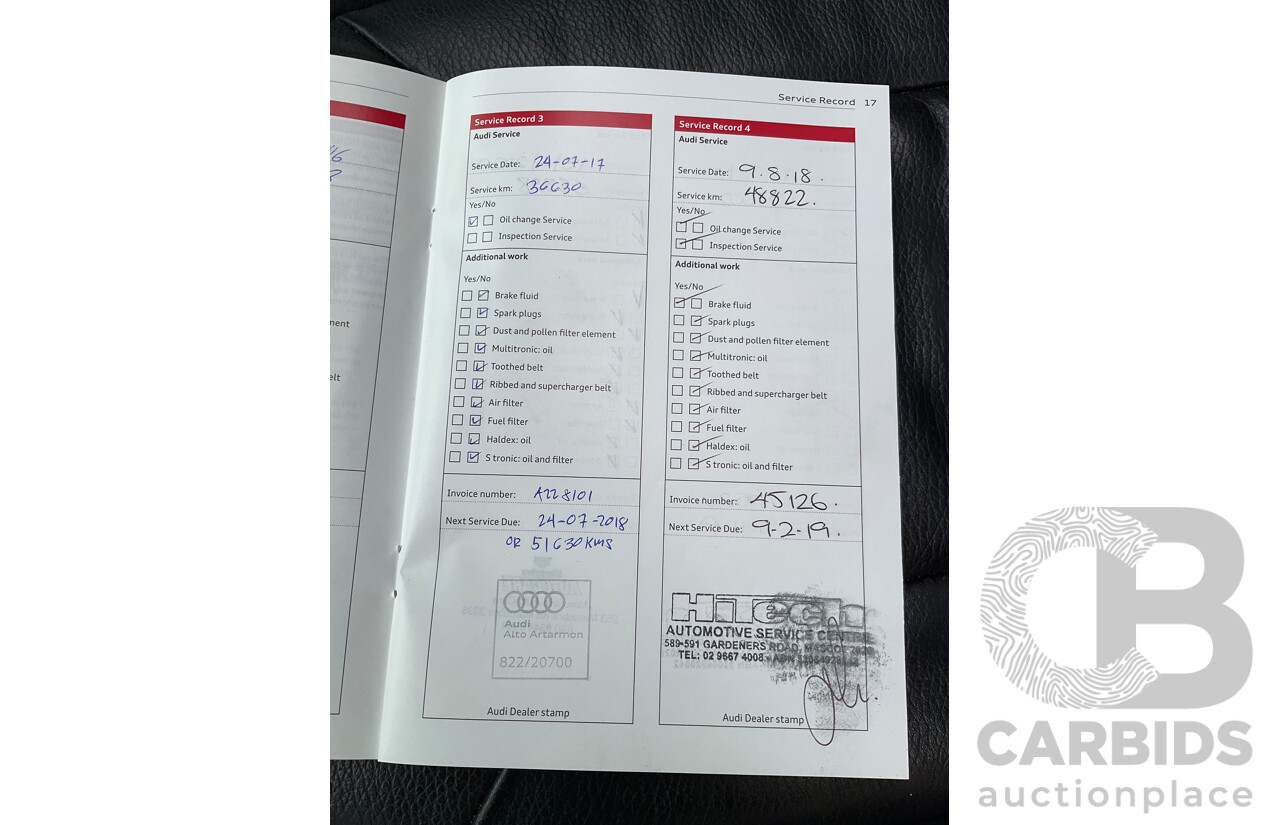 Service Record 17
Service Record 3
Audi Service
Service Date: 24-07-17
Service km: 36630
Yes/No
Oil change Service
Inspection Service
Additional work
Yes/No
Brake fluid
Spark plugs
Dust and pollen filter element
Multitronic: oil
Toothed belt
Ribbed and supercharger belt
Air filter
Fuel filter
Haldex: oil
S tronic: oil and filter
Invoice number: A228101
Next Service Due: 24-07-2018
OR 51630 KMS
Audi
Alto Artarmon
822/20700
Audi Dealer stamp
Service Record 4
Audi Service
Service Date: 9.8.18.
Service km: 48822.
Yes/No
Oil change Service
Inspection Service
Additional work
Yes/No
Brake fluid
Spark plugs
Dust and pollen filter element
Multitronic: oil
Toothed belt
Ribbed and supercharger belt
Air filter
Fuel filter
Haldex: oil
S tronic: oil and filter
Invoice number: 45126.
Next Service Due: 9-2-19.
HiTech
AUTOMOTIVE SERVICE CENTRE
589-591 GARDENERS ROAD, MASCOT 2020
TEL: 02 9667 4008 ABN
Audi Dealer stamp
nent
elt
CB
CARBIDS
auctionplace